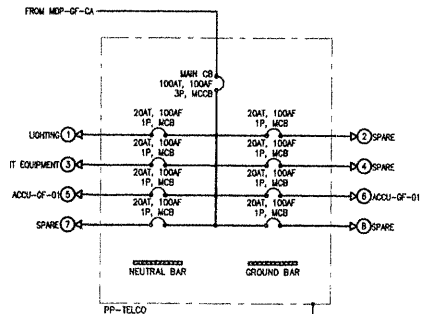 FROM MDP-GF-CA
MAIN CB
100AT, 100AF
3P, MCCB
20AT, 100AF
1P, MCB
20AT, 100AF
1P, MCB
LIGHTING 1
2 SPARE
20AT, 100AF
1P, MCB
20AT, 100AF
1P, MCB
IT EQUIPMENT 3
4 SPARE
20AT, 100AF
1P, MCB
20AT, 100AF
1P, MCB
ACCU-GF-01 5
6 ACCU-GF-01
20AT, 100AF
1P, MCB
20AT, 100AF
1P, MCB
SPARE 7
8 SPARE
NEUTRAL BAR
GROUND BAR
PP-TELCO